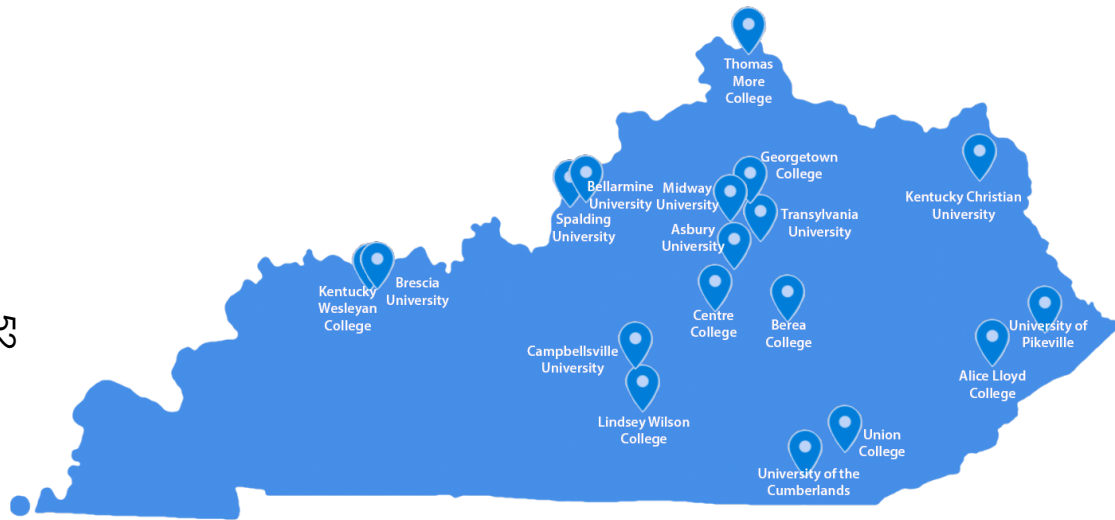 Thomas
More
College
Georgetown
College
Bellarmine
University
Midway
University
Kentucky Christian
University
Spalding
University
Transylvania
University
Asbury
University
Brescia
University
Kentucky
Wesleyan
College
Centre
College
Berea
College
University of
Pikeville
Campbellsville
University
Alice Lloyd
College
Lindsey Wilson
College
Union
College
University of the
Cumberlands
52